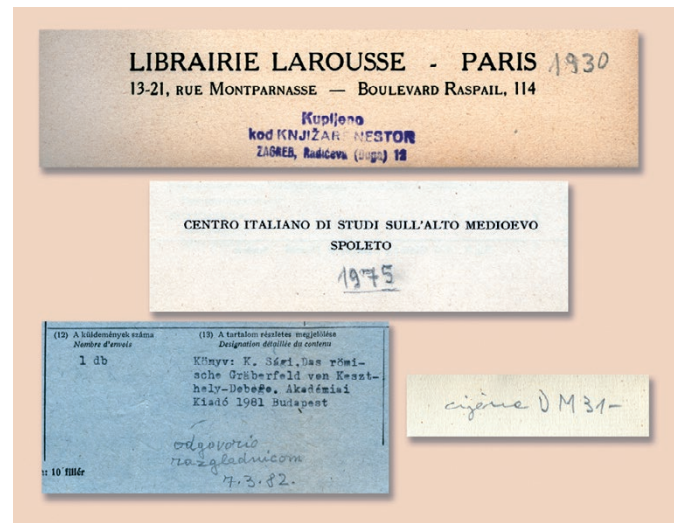 LIBRAIRIE LAROUSSE - PARIS 1930
13-21, RUE MONTPARNASSE — BOULEVARD RASPAIL, 114
Kupljeno
kod KNJIŽARE NESTOR
ZAGREB, Radićeva (Duga) 12
CENTRO ITALIANO DI STUDI SULL'ALTO MEDIOEVO
SPOLETO
1975
(12) A küldemények száma
Nombre d'envois
1 db
(13) A tartalom részletes megjelölése
Désignation détaillée du contenu
Könyv: K. Sági, Das römi-
sche Gräberfeld von Keszt-
hely-Dobogó. Akadémiai
Kiadó 1981 Budapest
odgovorio
razglednicom
7.3.82.
: 10 fillér
cijena DM 31-